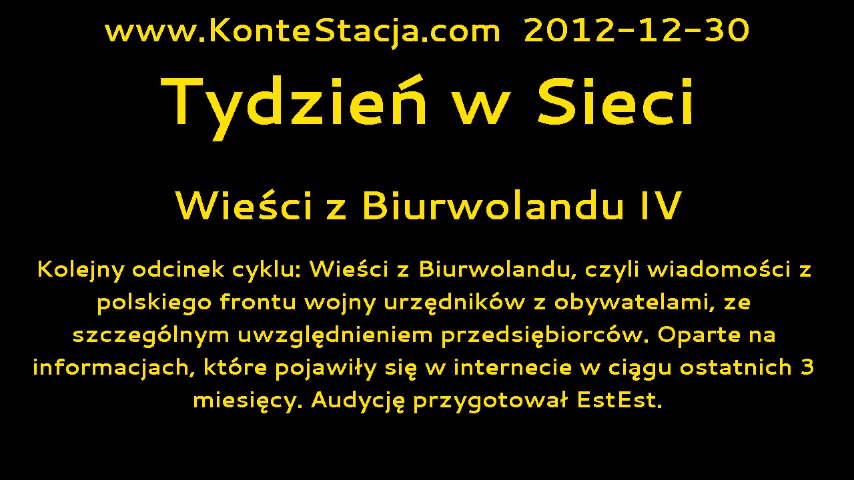 www.KonteStacja.com 2012-12-30
Tydzień w Sieci
Wieści z Biurwolandu IV
Kolejny odcinek cyklu: Wieści z Biurwolandu, czyli wiadomości z
polskiego frontu wojny urzędników z obywatelami, ze
szczególnym uwzględnieniem przedsiębiorców. Oparte na
informacjach, które pojawiły się w internecie w ciągu ostatnich 3
miesięcy. Audycję przygotował EstEst.